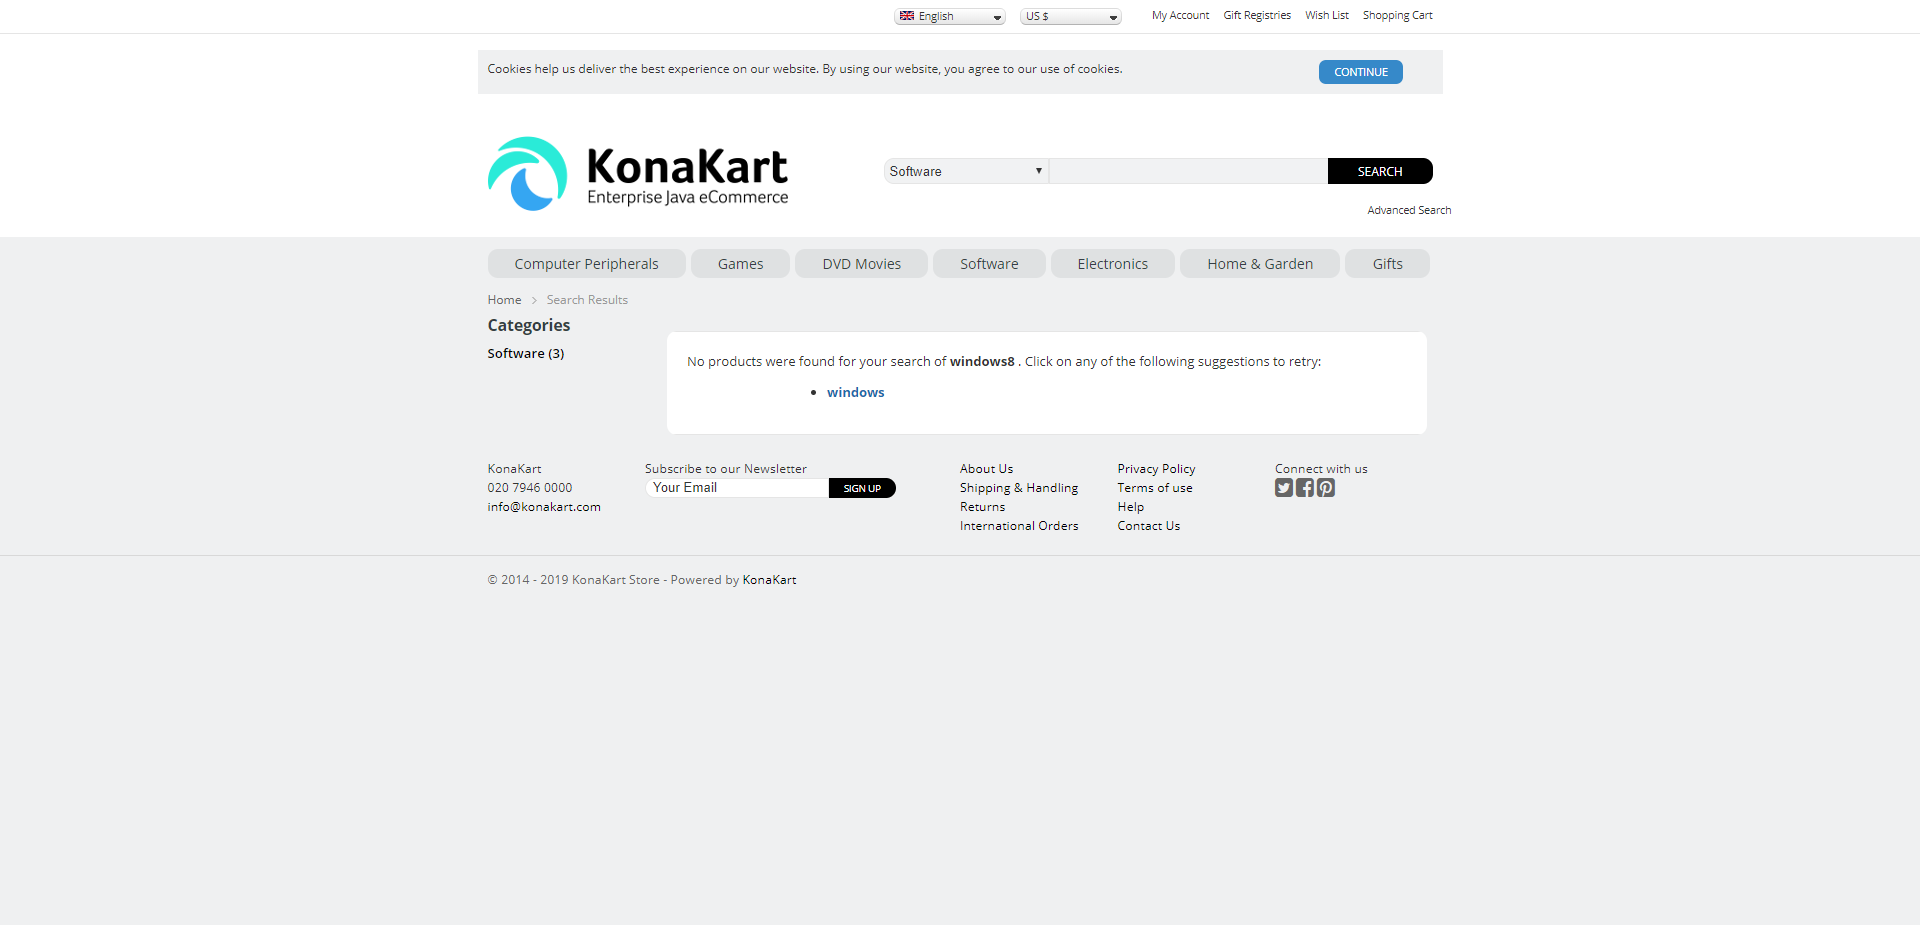 English
US $
My Account
Gift Registries
Wish List
Shopping Cart
Cookies help us deliver the best experience on our website. By using our website, you agree to our use of cookies.
CONTINUE
KonaKart
Enterprise Java eCommerce
Software
SEARCH
Advanced Search
Computer Peripherals
Games
DVD Movies
Software
Electronics
Home & Garden
Gifts
Home > Search Results
Categories
Software (3)
No products were found for your search of windows8 . Click on any of the following suggestions to retry:
• windows
KonaKart
020 7946 0000
info@konakart.com
Subscribe to our Newsletter
Your Email
SIGN UP
About Us
Shipping & Handling
Returns
International Orders
Privacy Policy
Terms of use
Help
Contact Us
Connect with us
© 2014 - 2019 KonaKart Store - Powered by KonaKart